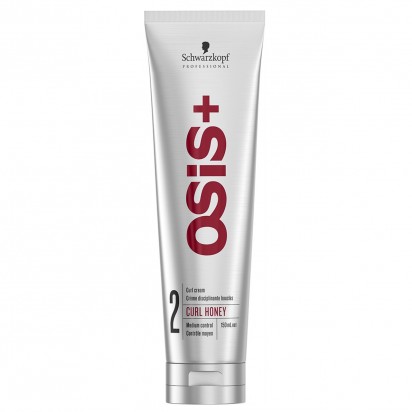 Schwarzkopf
PROFESSIONAL
OSiS+
2
Curl cream
Crème disciplinante boucles
CURL HONEY
Medium control
Contrôle moyen
150mL